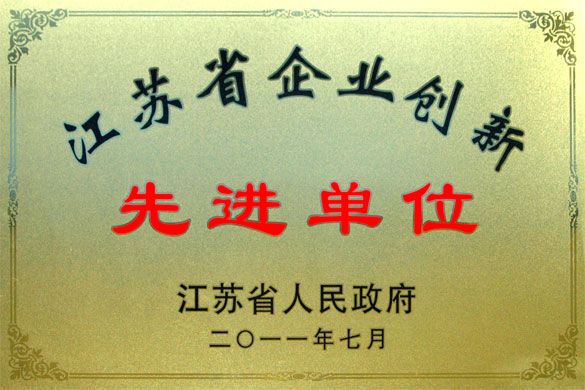 江苏省企业创新
先进单位
江苏省人民政府
二〇一一年七月